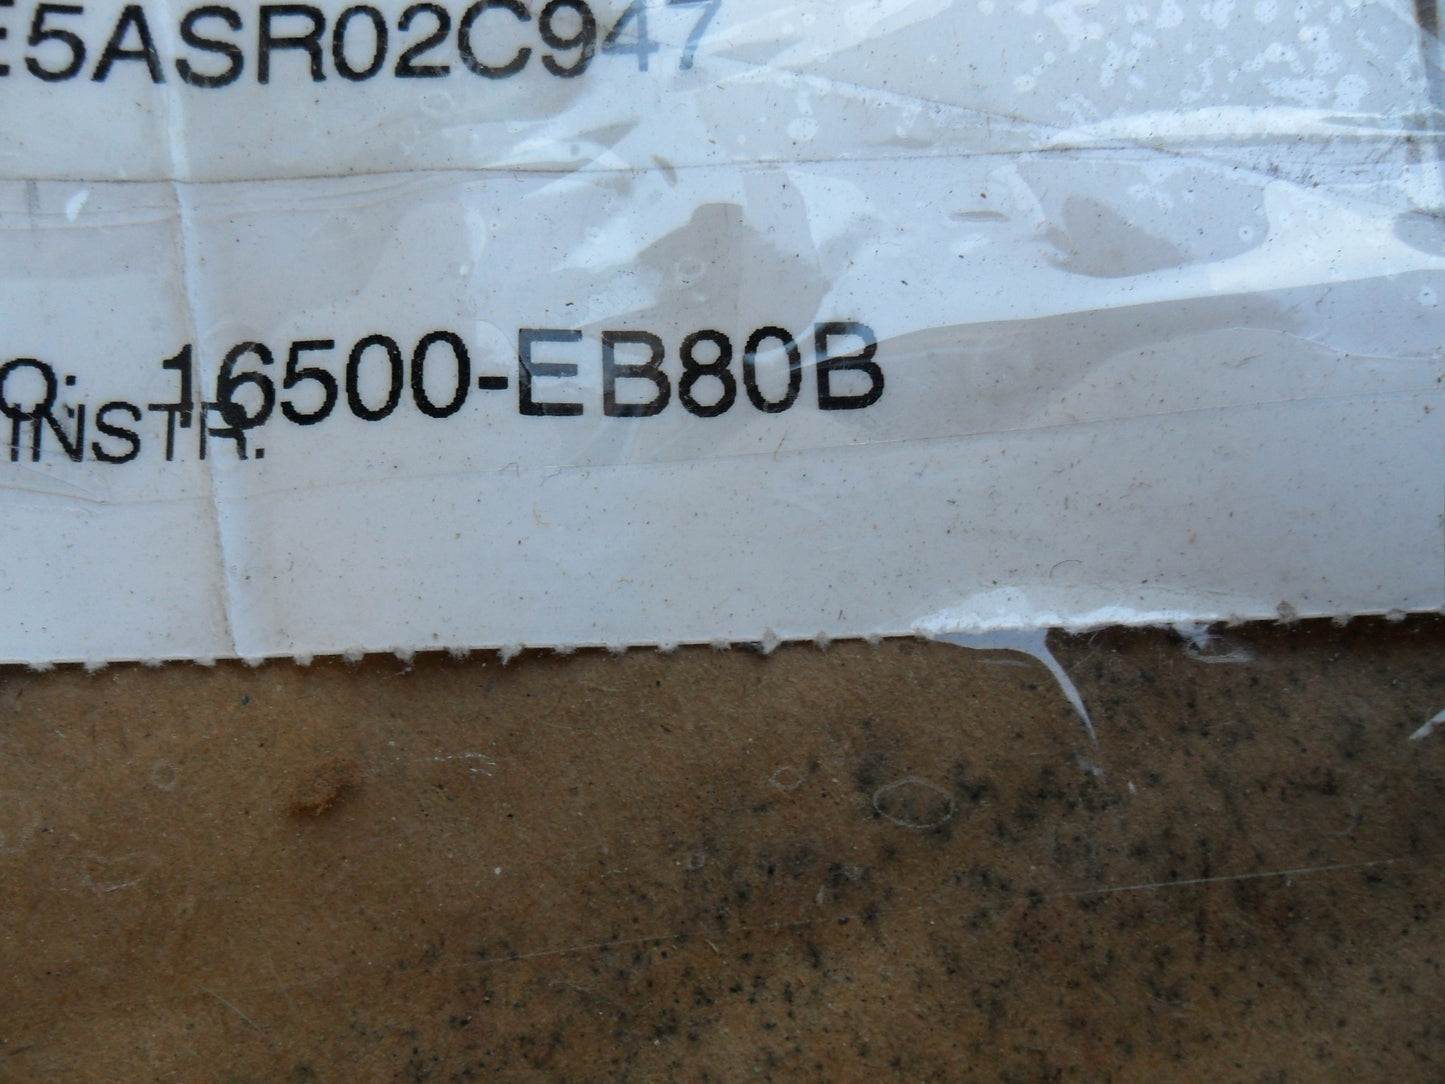 E5ASR02C947
O. 16500-EB80B
INSTR.